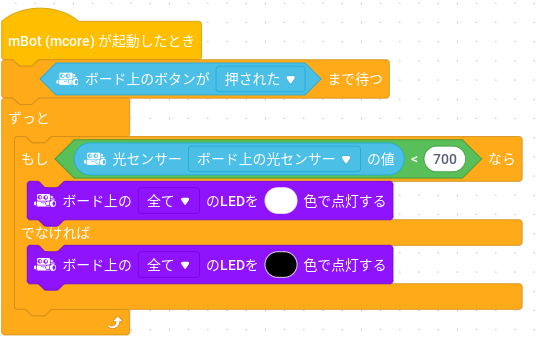 mBot (mcore) が起動したとき
ボード上のボタンが 押された まで待つ
ずっと
もし 光センサー ボード上の光センサー の値 < 700 なら
ボード上の 全て のLEDを 色で点灯する
でなければ
ボード上の 全て のLEDを 色で点灯する